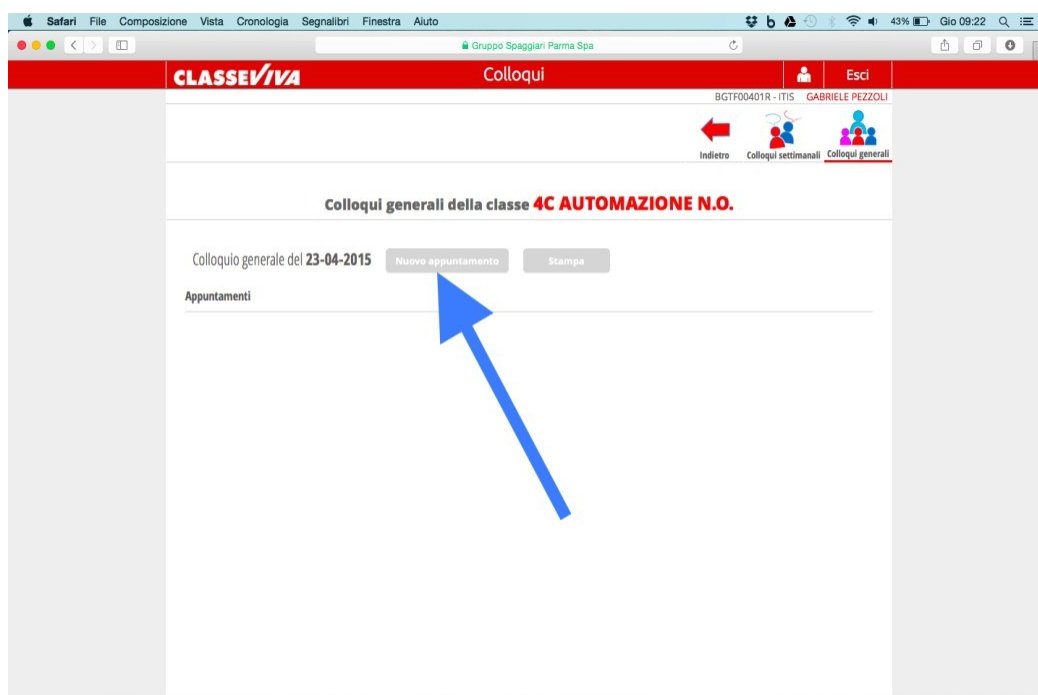 Safari File Composizione Vista Cronologia Segnalibri Finestra Aiuto 43% Gio 09:22
Gruppo Spaggiari Parma Spa
CLASSEVIVA Colloqui Esci
BGTF00401R - ITIS GABRIELE PEZZOLI
Indietro Colloqui settimanali Colloqui generali
Colloqui generali della classe 4C AUTOMAZIONE N.O.
Colloquio generale del 23-04-2015 Nuovo appuntamento Stampa
Appuntamenti